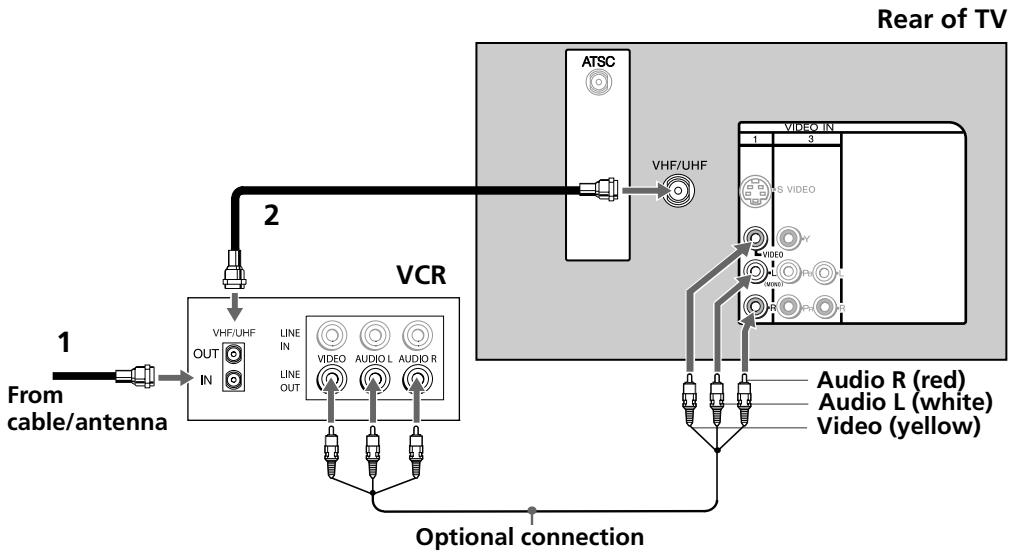 Rear of TV
ATSC
VIDEO IN
1
3
VHF/UHF
S VIDEO
2
Y
VIDEO
VCR
L
PB
L
(MONO)
R
PR
R
1
VHF/UHF
LINE
IN
OUT
VIDEO
AUDIO L
AUDIO R
IN
LINE
OUT
From
cable/antenna
Audio R (red)
Audio L (white)
Video (yellow)
Optional connection